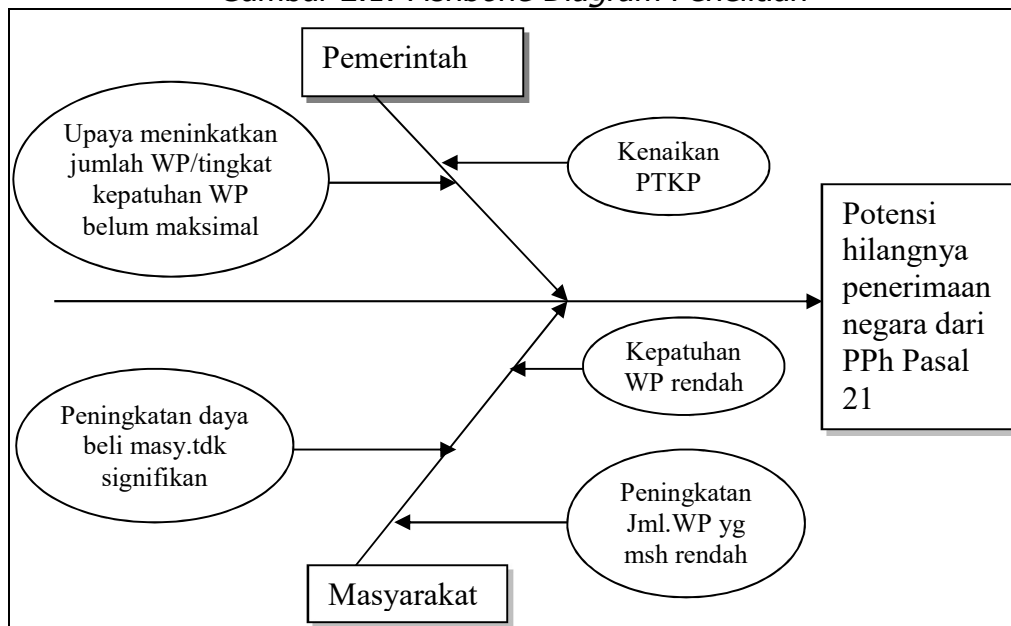 Gambar 2.1. Fishbone Diagram Penelitian
Pemerintah
Upaya meninkatkan
jumlah WP/tingkat
kepatuhan WP
belum maksimal
Kenaikan
PTKP
Potensi
hilangnya
penerimaan
negara dari
PPh Pasal
21
Kepatuhan
WP rendah
Peningkatan daya
beli masy.tdk
signifikan
Peningkatan
Jml.WP yg
msh rendah
Masyarakat